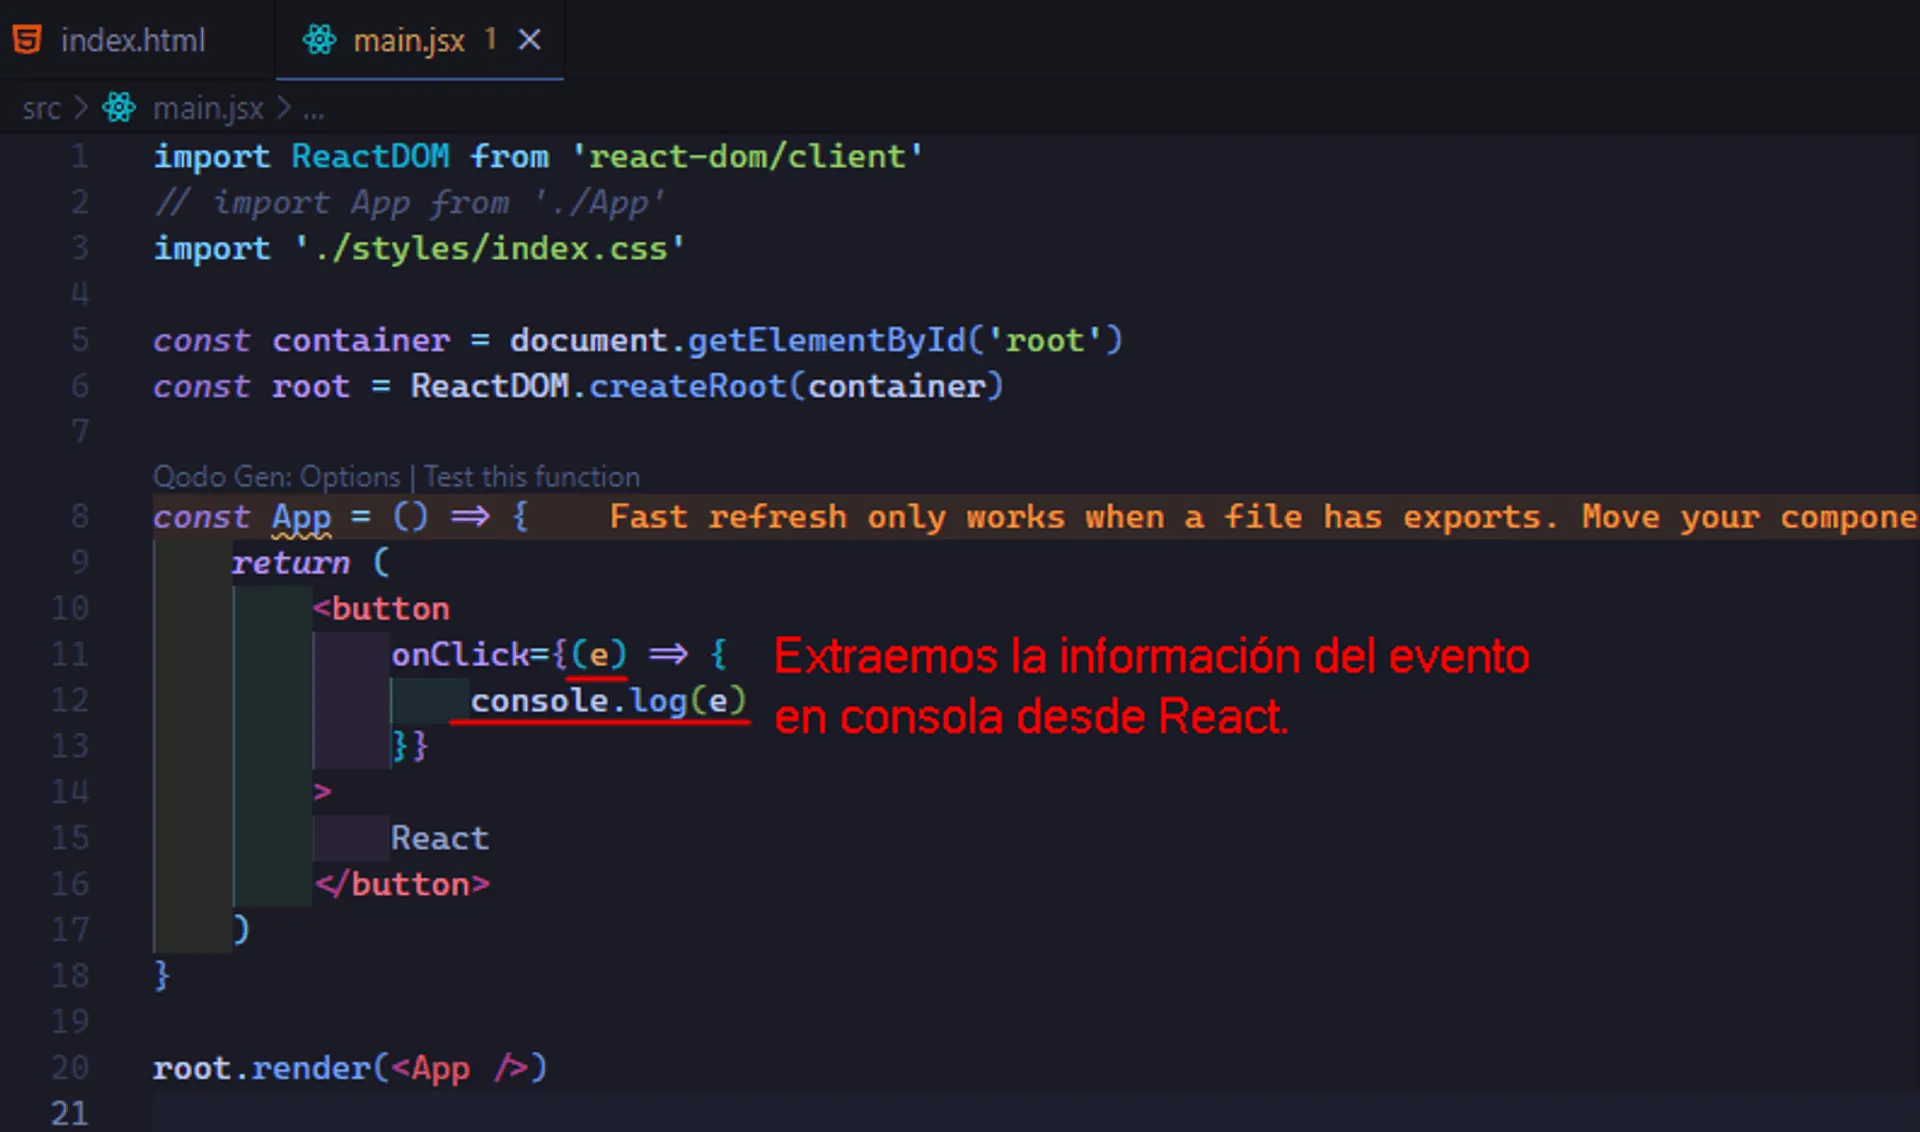 index.html
main.jsx 1 ×
src > main.jsx > ...
1 import ReactDOM from 'react-dom/client'
2 // import App from './App'
3 import './styles/index.css'
4
5 const container = document.getElementById('root')
6 const root = ReactDOM.createRoot(container)
7
Qodo Gen: Options | Test this function
8 const App = () => { Fast refresh only works when a file has exports. Move your compone
9 return (
10 <button
11 onClick={(e) => {
12 console.log(e)
13 }}
14 >
15 React
16 </button>
17 )
18 }
19
20 root.render(<App />)
21
Extraemos la información del evento
en consola desde React.